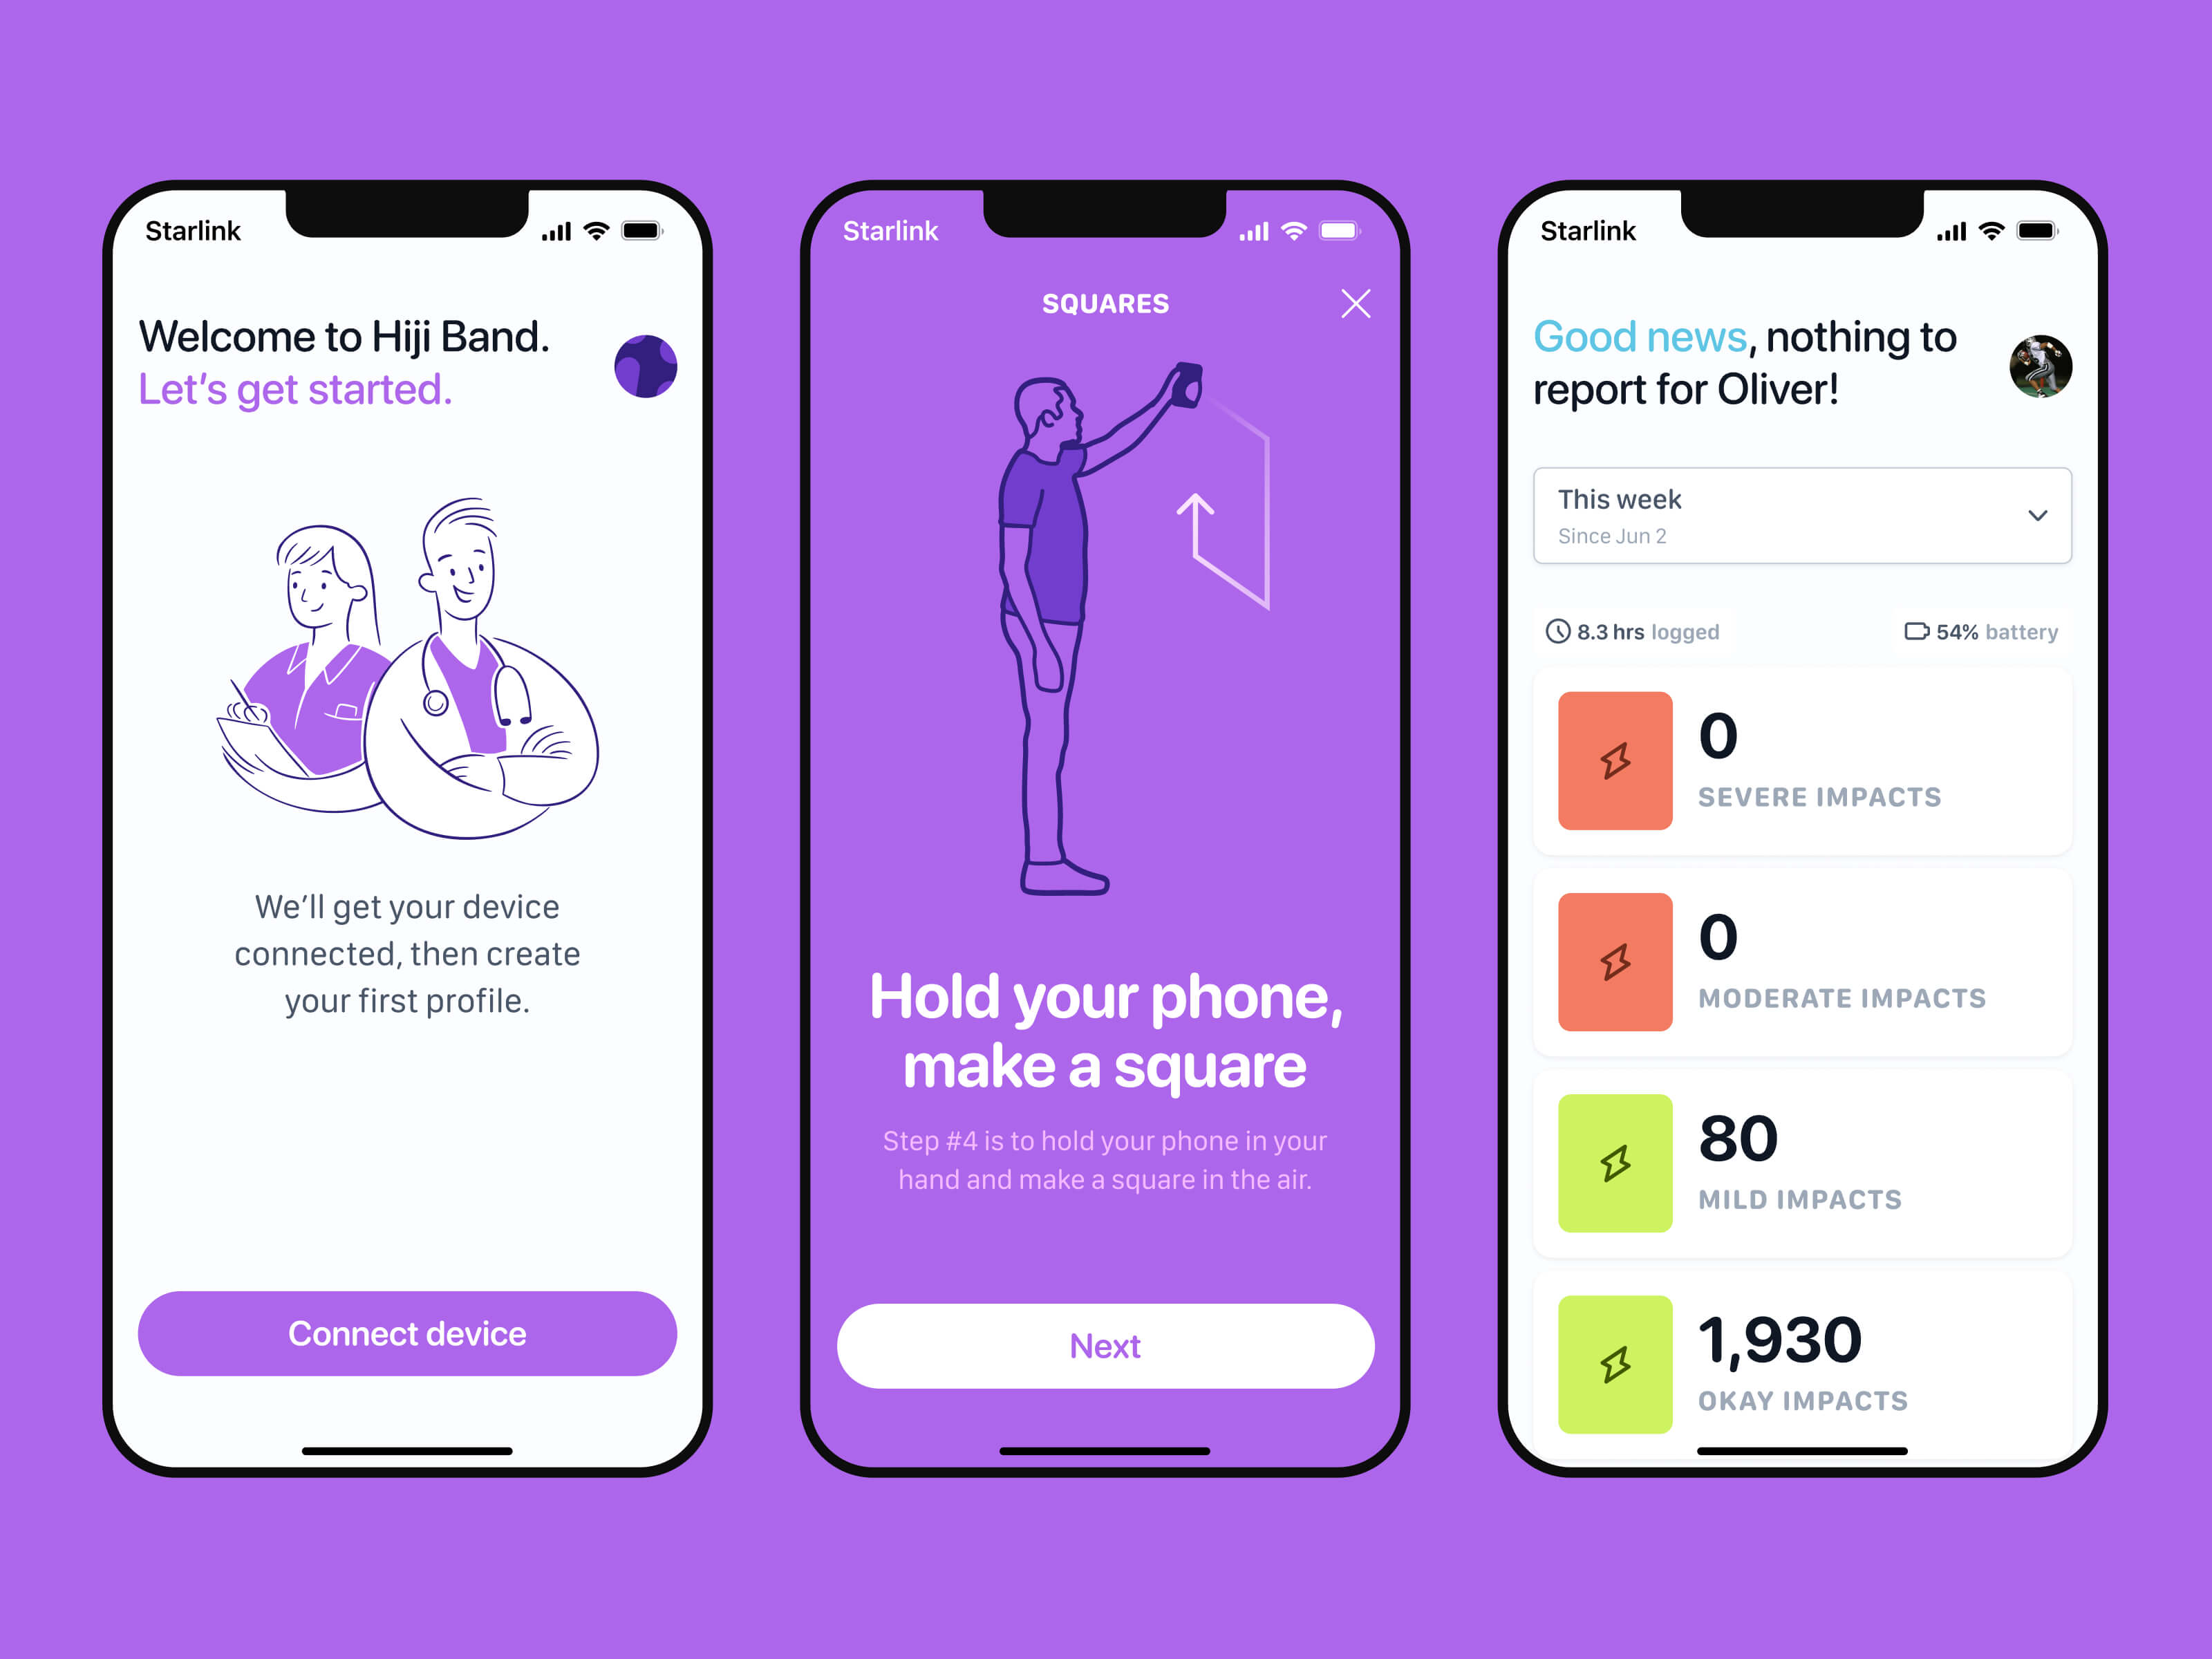 Starlink
Welcome to Hiji Band.
Let's get started.
We'll get your device
connected, then create
your first profile.
Connect device
Starlink
SQUARES
Hold your phone,
make a square
Step #4 is to hold your phone in your
hand and make a square in the air.
Next
Starlink
Good news, nothing to
report for Oliver!
This week
Since Jun 2
8.3 hrs logged
54% battery
0
SEVERE IMPACTS
0
MODERATE IMPACTS
80
MILD IMPACTS
1,930
OKAY IMPACTS